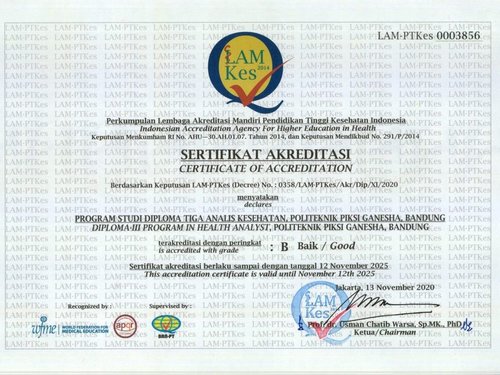 LAM-PTKes 0003856
LAM
Kes 2014
Perkumpulan Lembaga Akreditasi Mandiri Pendidikan Tinggi Kesehatan Indonesia
Indonesian Accreditation Agency For Higher Education in Health
Keputusan Menkumham RI No. AHU-30.AH.01.07. Tahun 2014, dan Keputusan Mendikbud No. 291/P/2014
SERTIFIKAT AKREDITASI
CERTIFICATE OF ACCREDITATION
Berdasarkan Keputusan LAM-PTKes (Decree) No. : 0358/LAM-PTKes/Akr/Dip/XI/2020
menyatakan
declares
PROGRAM STUDI DIPLOMA TIGA ANALIS KESEHATAN, POLITEKNIK PIKSI GANESHA, BANDUNG
DIPLOMA-III PROGRAM IN HEALTH ANALYST, POLITEKNIK PIKSI GANESHA, BANDUNG
terakreditasi dengan peringkat : B Baik / Good
is accredited with grade
Sertifikat akreditasi berlaku sampai dengan tanggal 12 November 2025
This accreditation certificate is valid until November 12th 2025
Jakarta, 13 November 2020
Recognized by : Supervised by :
LAM
Kes 2014
wfme WORLD FEDERATION FOR MEDICAL EDUCATION
BAN-PT
Prof. dr. Usman Chatib Warsa, Sp.MK., PhD
Ketua/Chairman